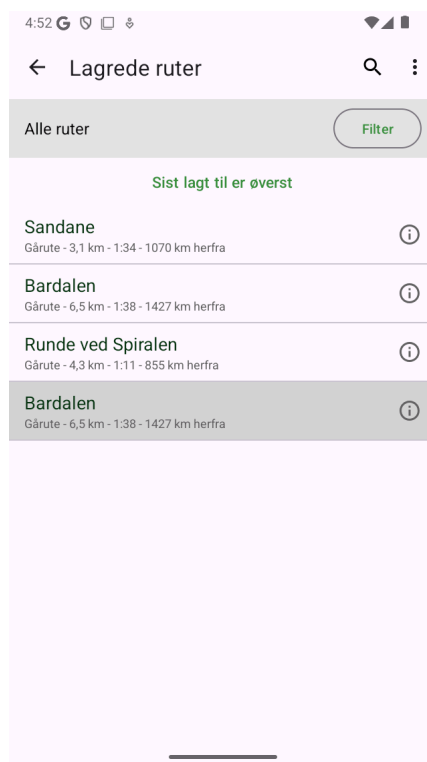 4:52
Lagrede ruter
Alle ruter
Filter
Sist lagt til er øverst
Sandane
Gårute - 3,1 km - 1:34 - 1070 km herfra
Bardalen
Gårute - 6,5 km - 1:38 - 1427 km herfra
Runde ved Spiralen
Gårute - 4,3 km - 1:11 - 855 km herfra
Bardalen
Gårute - 6,5 km - 1:38 - 1427 km herfra